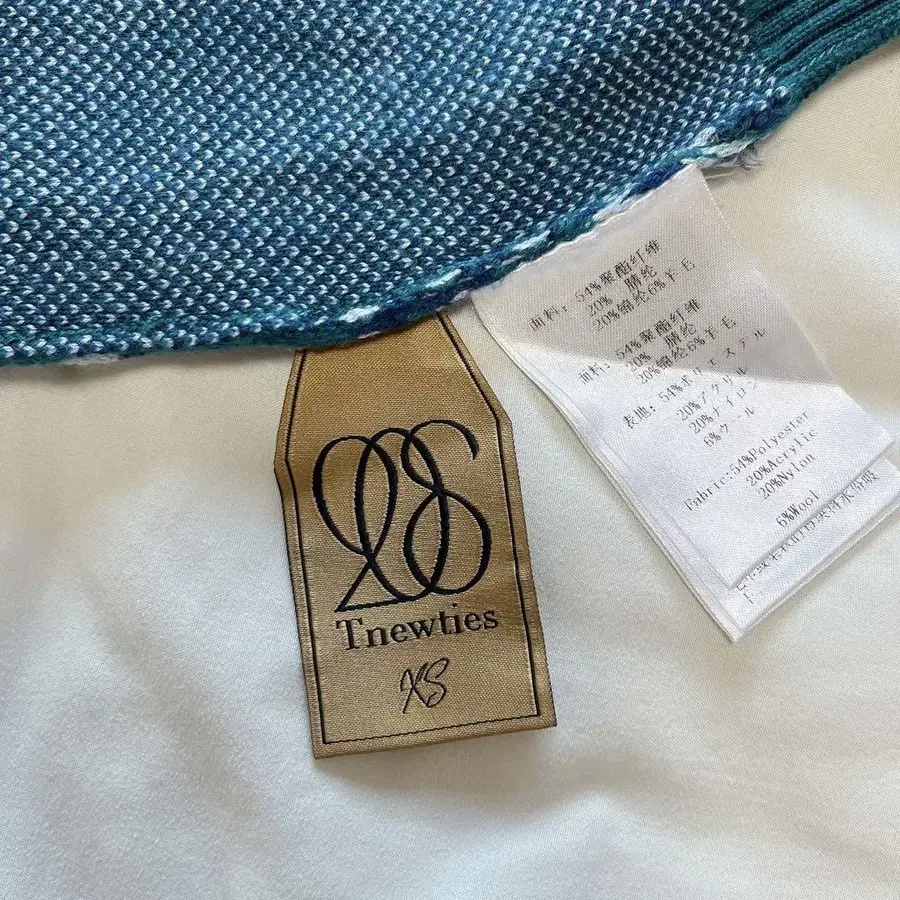 Tnewties
XS
面料: 54%聚酯纤维
20% 腈纶
20%锦纶6%羊毛
面料: 54%聚酯纤维
20% 腈纶
20%锦纶6%羊毛
表地: 54%ポリエステル
20%アクリル
20%ナイロン
6%ウール
Fabric:54%Polyester
20%Acrylic
20%Nylon
6%Wool